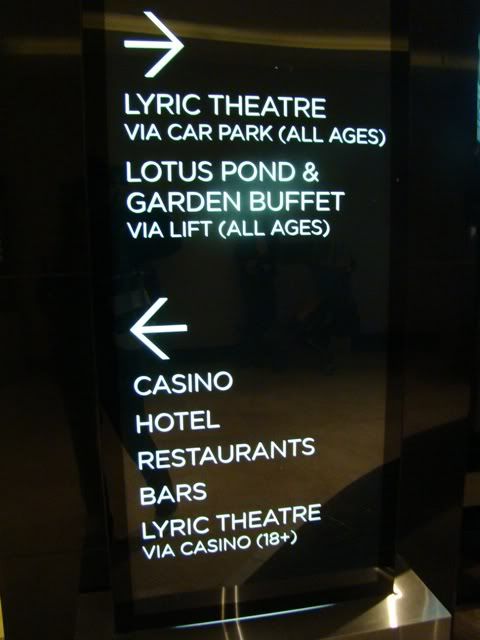 LYRIC THEATRE
VIA CAR PARK (ALL AGES)
LOTUS POND &
GARDEN BUFFET
VIA LIFT (ALL AGES)
CASINO
HOTEL
RESTAURANTS
BARS
LYRIC THEATRE
VIA CASINO (18+)